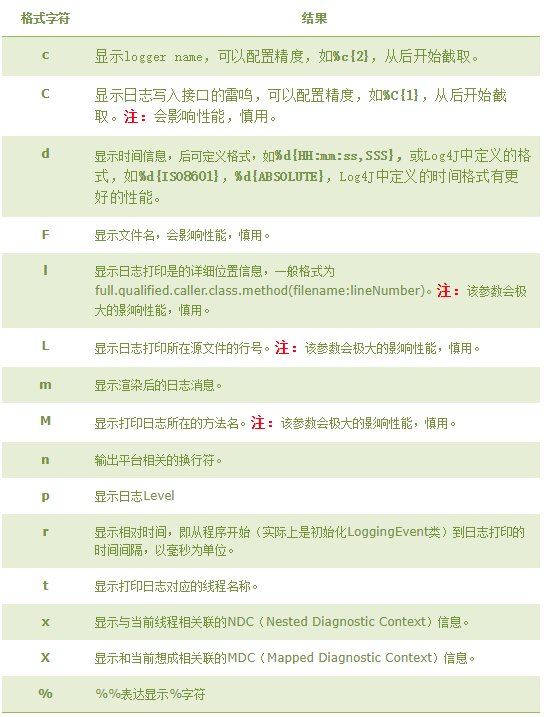 格式字符 结果
c 显示logger name，可以配置精度，如%c{2}，从后开始截取。
C 显示日志写入接口的雷鸣，可以配置精度，如%C{1}，从后开始截
取。注：会影响性能，慎用。
d 显示时间信息，后可定义格式，如%d{HH:mm:ss,SSS}，或Log4J中定义的格
式，如%d{ISO8601}，%d{ABSOLUTE}，Log4J中定义的时间格式有更
好的性能。
F 显示文件名，会影响性能，慎用。
l 显示日志打印是的详细位置信息，一般格式为
full.qualified.caller.class.method(filename:lineNumber)。注：该参数会极
大的影响性能，慎用。
L 显示日志打印所在源文件的行号。注：该参数会极大的影响性能，慎用。
m 显示渲染后的日志消息。
M 显示打印日志所在的方法名。注：该参数会极大的影响性能，慎用。
n 输出平台相关的换行符。
p 显示日志Level
r 显示相对时间，即从程序开始（实际上是初始化LoggingEvent类）到日志打印的
时间间隔，以毫秒为单位。
t 显示打印日志对应的线程名称。
x 显示与当前线程相关联的NDC（Nested Diagnostic Context）信息。
X 显示和当前想成相关联的MDC（Mapped Diagnostic Context）信息。
% %%表达显示%字符